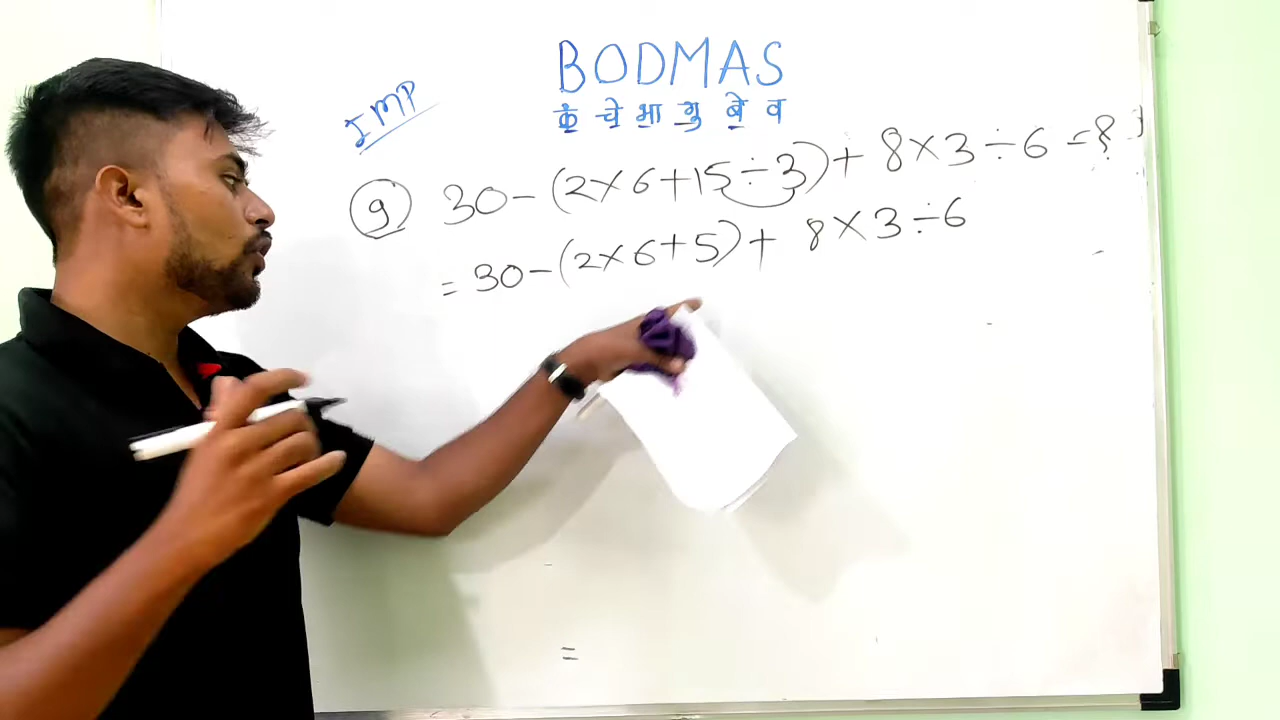 BODMAS
कं चे भा गु बे व
IMP
9 30-(2×6+15÷3)+8×3÷6=?
=30-(2×6+5)+8×3÷6
=